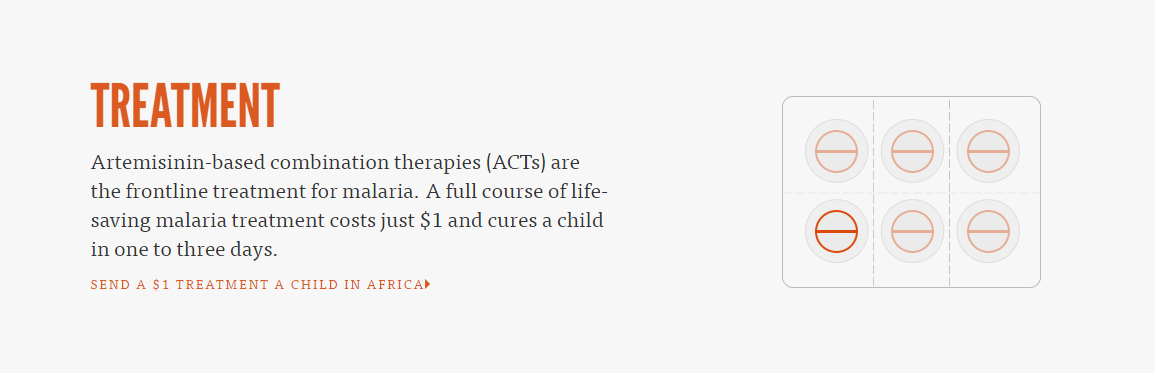 TREATMENT
Artemisinin-based combination therapies (ACTs) are
the frontline treatment for malaria. A full course of life-
saving malaria treatment costs just $1 and cures a child
in one to three days.
SEND A $1 TREATMENT A CHILD IN AFRICA